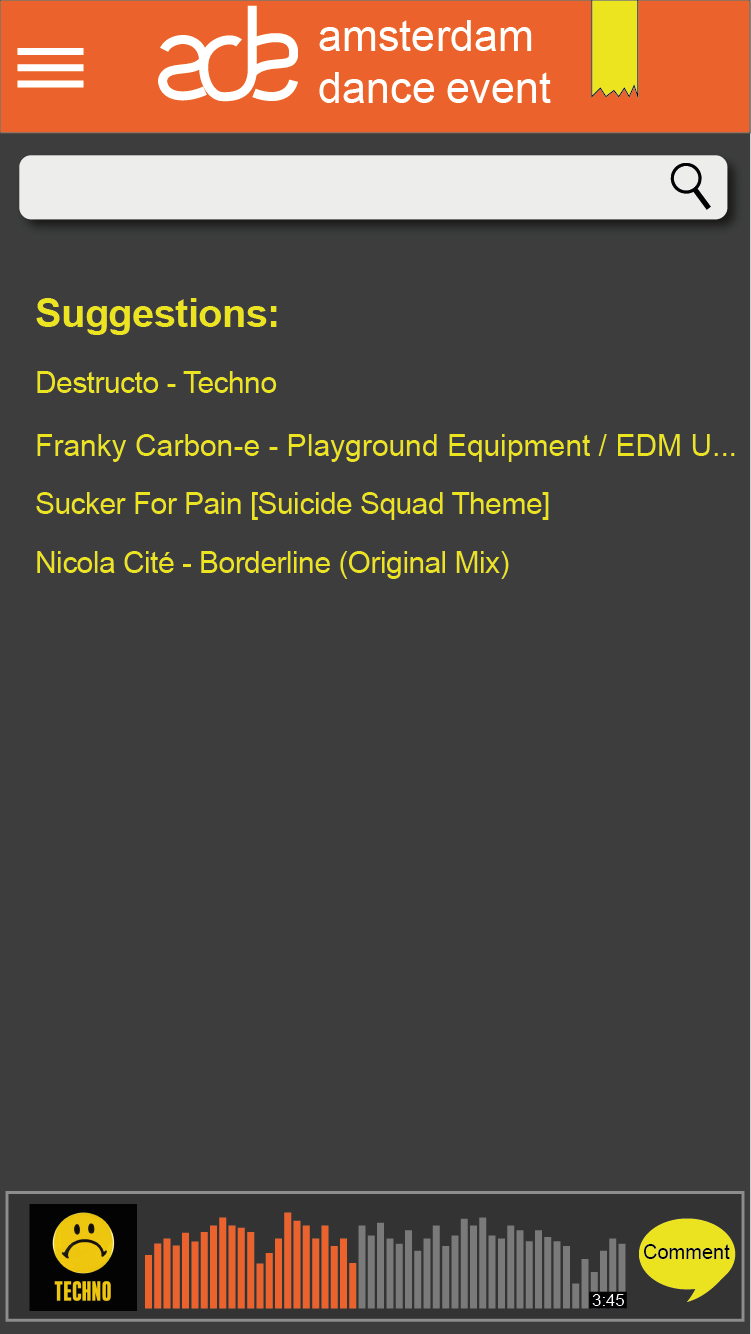 ade
amsterdam
dance event
Suggestions:
Destructo - Techno
Franky Carbon-e - Playground Equipment / EDM U...
Sucker For Pain [Suicide Squad Theme]
Nicola Cité - Borderline (Original Mix)
TECHNO
3:45
Comment